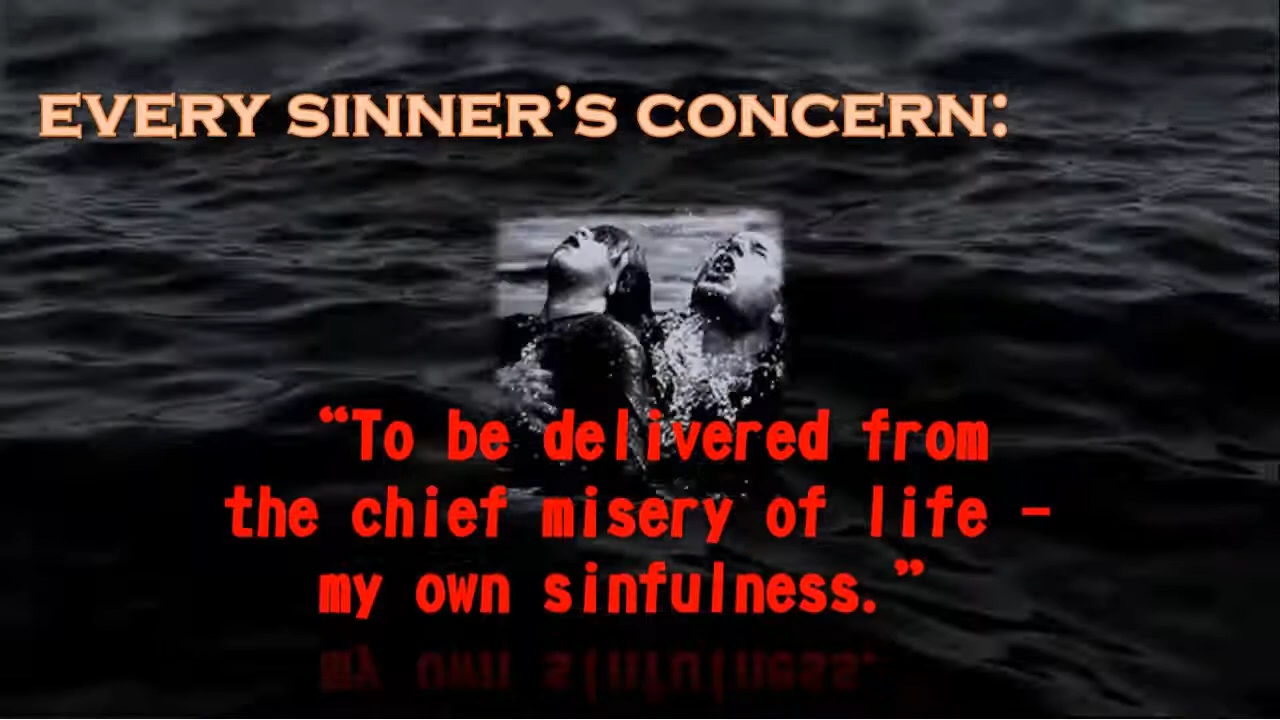 EVERY SINNER’S CONCERN:
“To be delivered from
the chief misery of life –
my own sinfulness.”